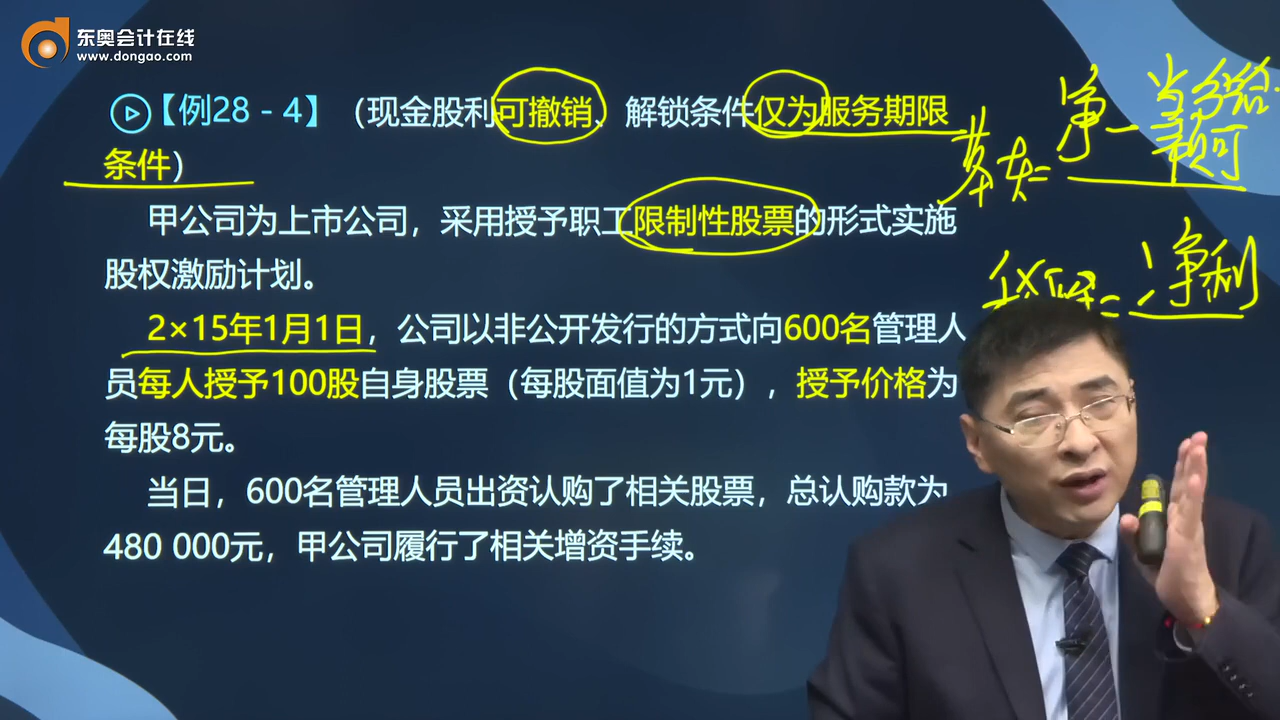 东奥会计在线
www.dongao.com
【例28－4】（现金股利可撤销、解锁条件仅为服务期限
条件）
甲公司为上市公司，采用授予职工限制性股票的形式实施
股权激励计划。
2×15年1月1日，公司以非公开发行的方式向600名管理人
员每人授予100股自身股票（每股面值为1元），授予价格为
每股8元。
当日，600名管理人员出资认购了相关股票，总认购款为
480 000元，甲公司履行了相关增资手续。
净一
净利